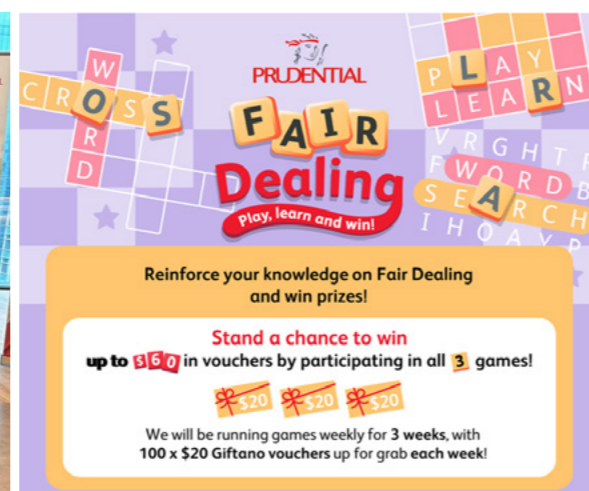 PRUDENTIAL
WORD
CROSS
PLAY
LEARN
FAIR
Dealing
Play, learn and win!
VRGHT
FWORDB
SEARCH
IHOAYP
Reinforce your knowledge on Fair Dealing
and win prizes!
Stand a chance to win
up to $60 in vouchers by participating in all 3 games!
$20 $20 $20
We will be running games weekly for 3 weeks, with
100 x $20 Giftano vouchers up for grab each week!